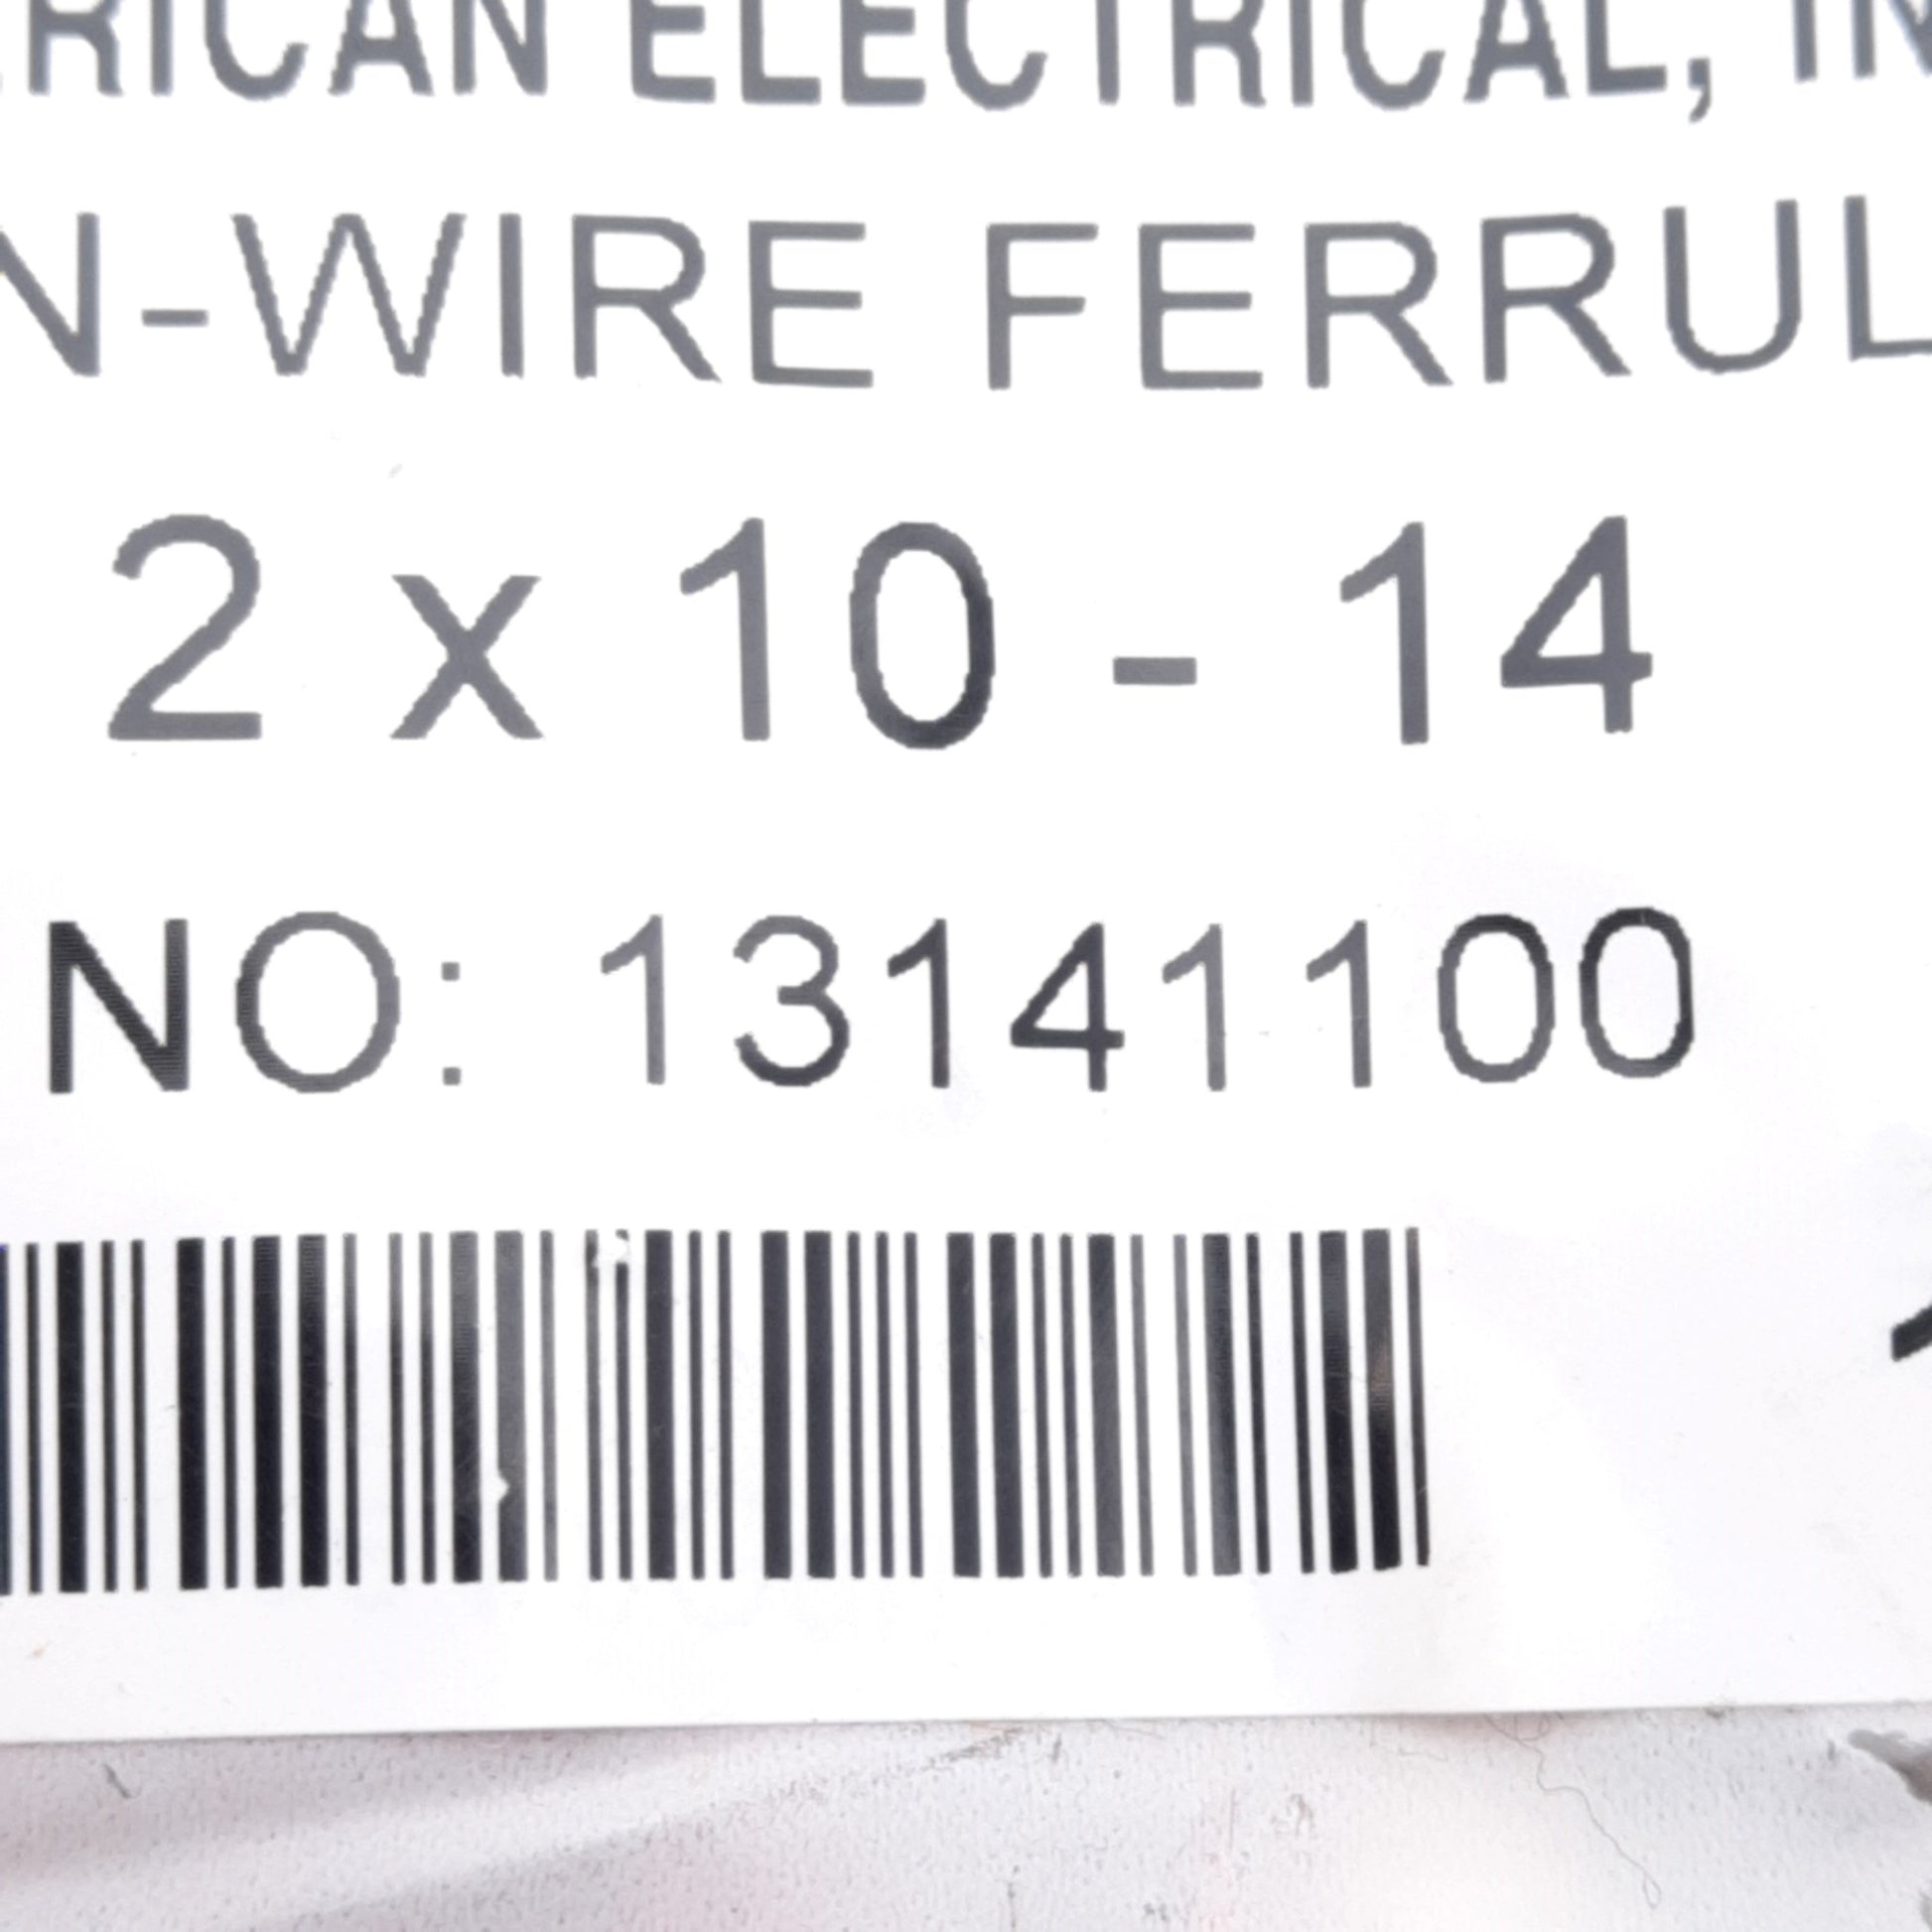 RICAN ELECTRICAL, IN
N-WIRE FERRUL
2 x 10 - 14
NO: 13141100